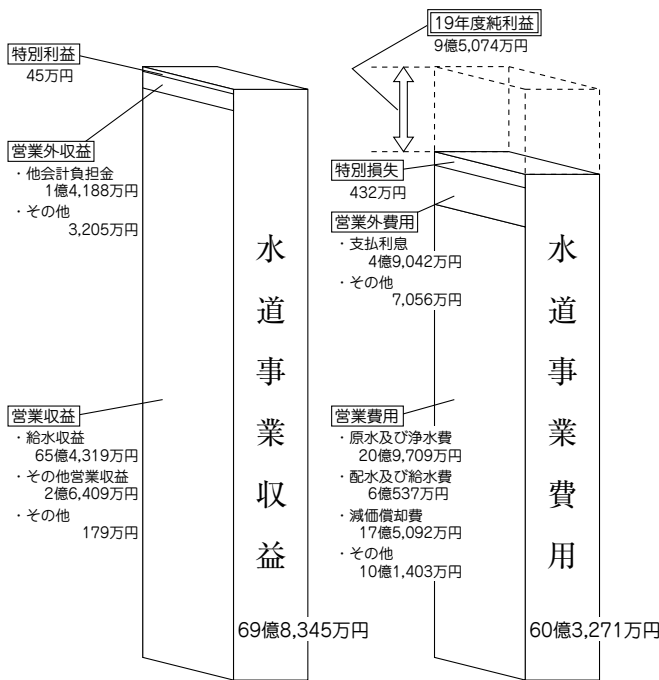 特別利益
45万円
営業外収益
・他会計負担金
1億4,188万円
・その他
3,205万円
営業収益
・給水収益
65億4,319万円
・その他営業収益
2億6,409万円
・その他
179万円
水道事業収益
69億8,345万円
19年度純利益
9億5,074万円
特別損失
432万円
営業外費用
・支払利息
4億9,042万円
・その他
7,056万円
営業費用
・原水及び浄水費
20億9,709万円
・配水及び給水費
6億537万円
・減価償却費
17億5,092万円
・その他
10億1,403万円
水道事業費用
60億3,271万円